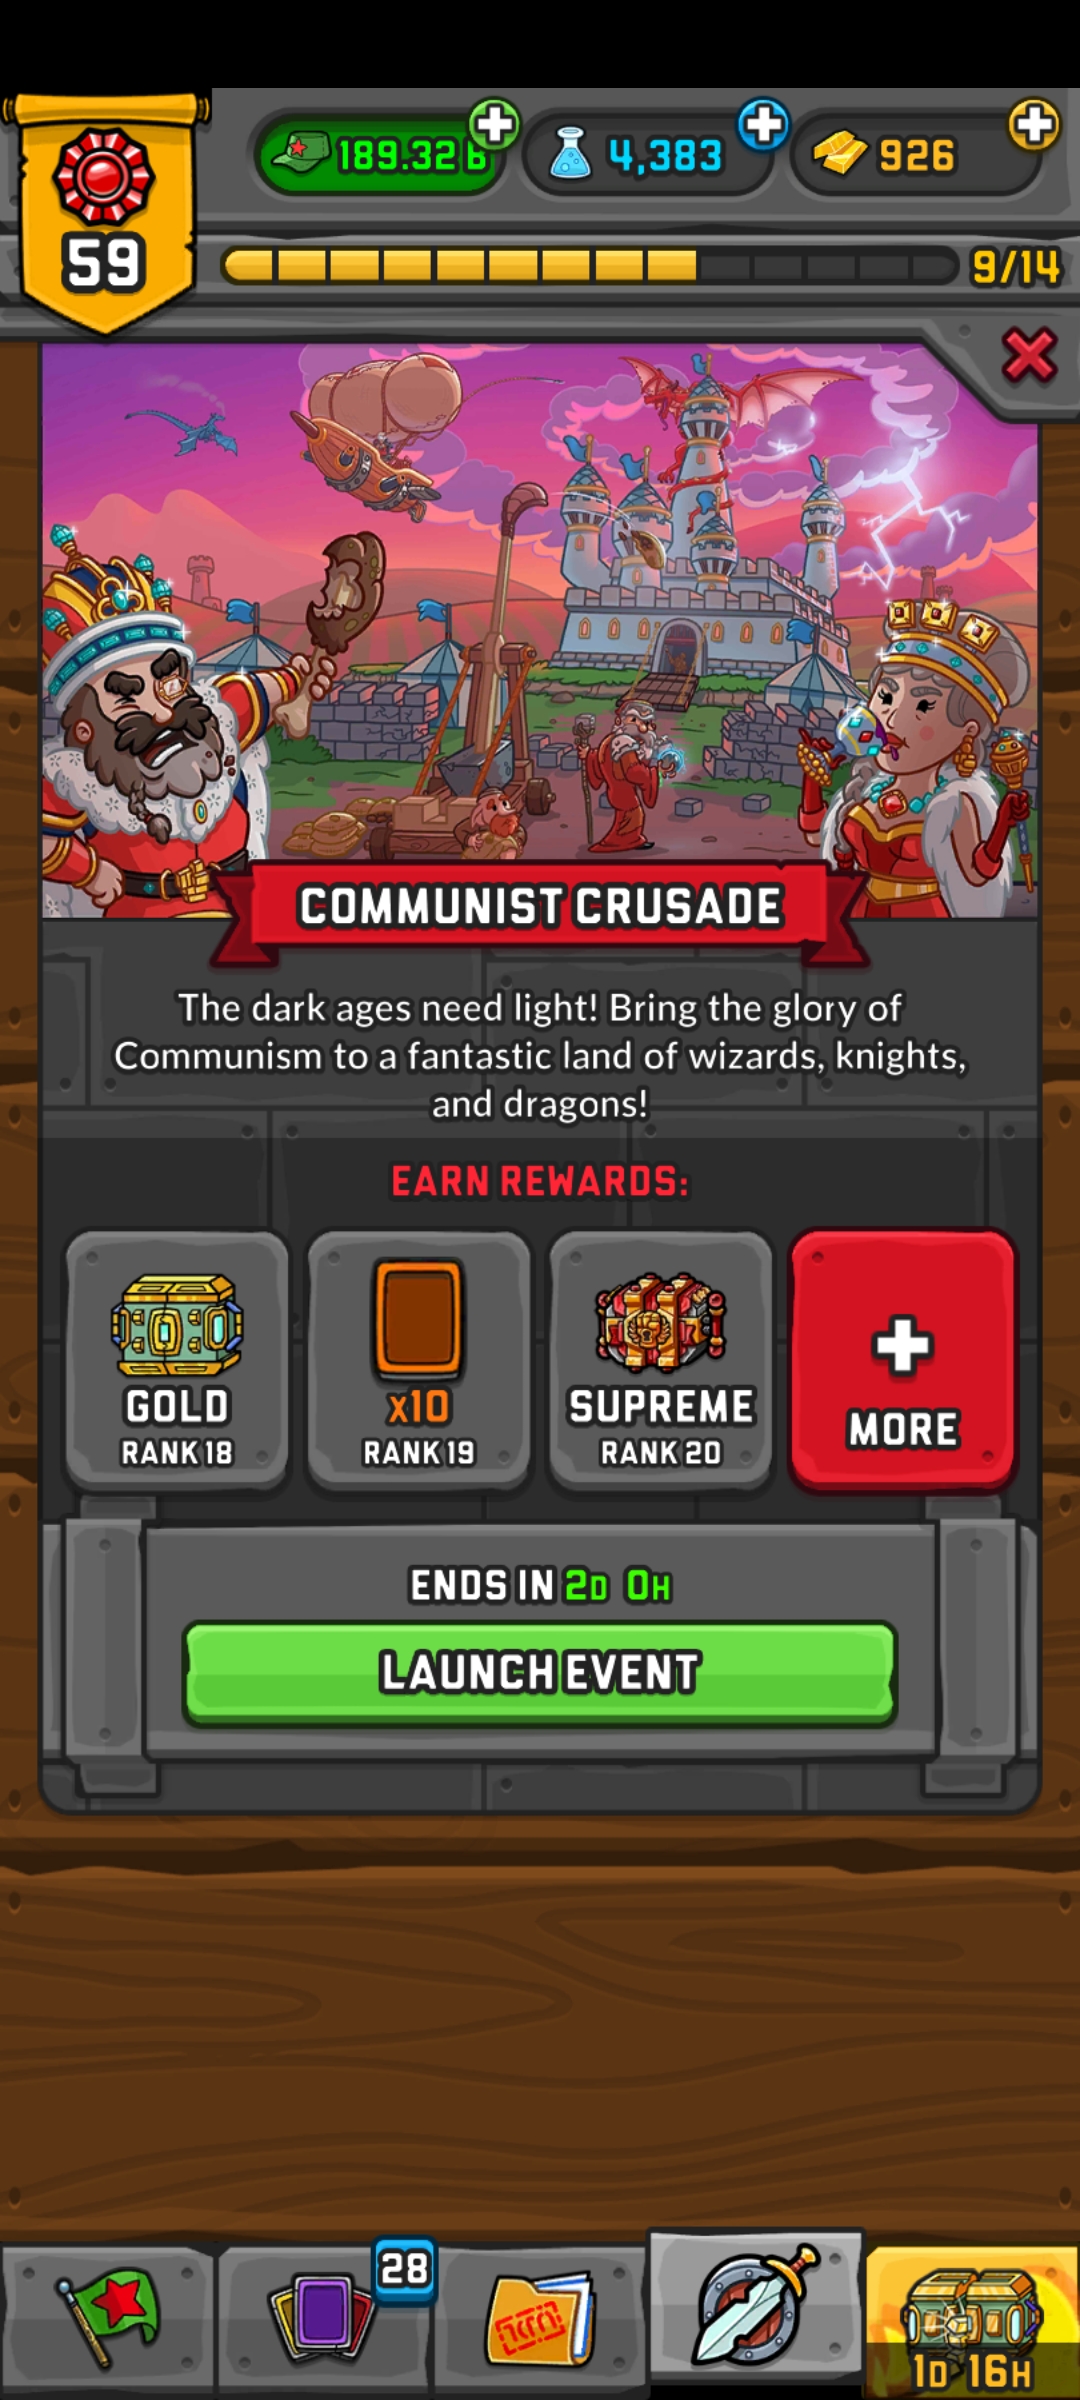 189.32 B
4,383
926
59
9/14
COMMUNIST CRUSADE
The dark ages need light! Bring the glory of
Communism to a fantastic land of wizards, knights,
and dragons!
EARN REWARDS:
GOLD
RANK 18
x10
RANK 19
SUPREME
RANK 20
MORE
ENDS IN 2D 0H
LAUNCH EVENT
28
1D 16H